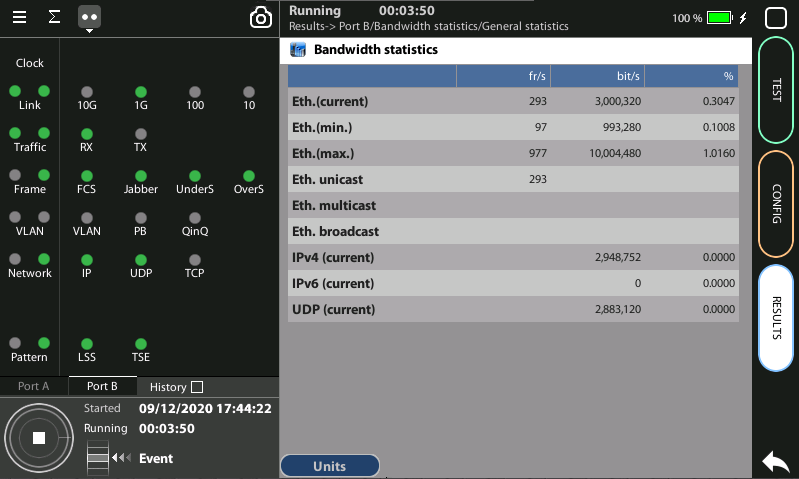 Running 00:03:50
Results-> Port B/Bandwidth statistics/General statistics
100 %
Clock
Link 10G 1G 100 10
Traffic RX TX
Frame FCS Jabber UnderS OverS
VLAN VLAN PB QinQ
Network IP UDP TCP
Pattern LSS TSE
Port A Port B History
Started 09/12/2020 17:44:22
Running 00:03:50
Event
Bandwidth statistics
fr/s bit/s %
Eth.(current) 293 3,000,320 0.3047
Eth.(min.) 97 993,280 0.1008
Eth.(max.) 977 10,004,480 1.0160
Eth. unicast 293
Eth. multicast
Eth. broadcast
IPv4 (current) 2,948,752 0.0000
IPv6 (current) 0 0.0000
UDP (current) 2,883,120 0.0000
Units
TEST
CONFIG
RESULTS